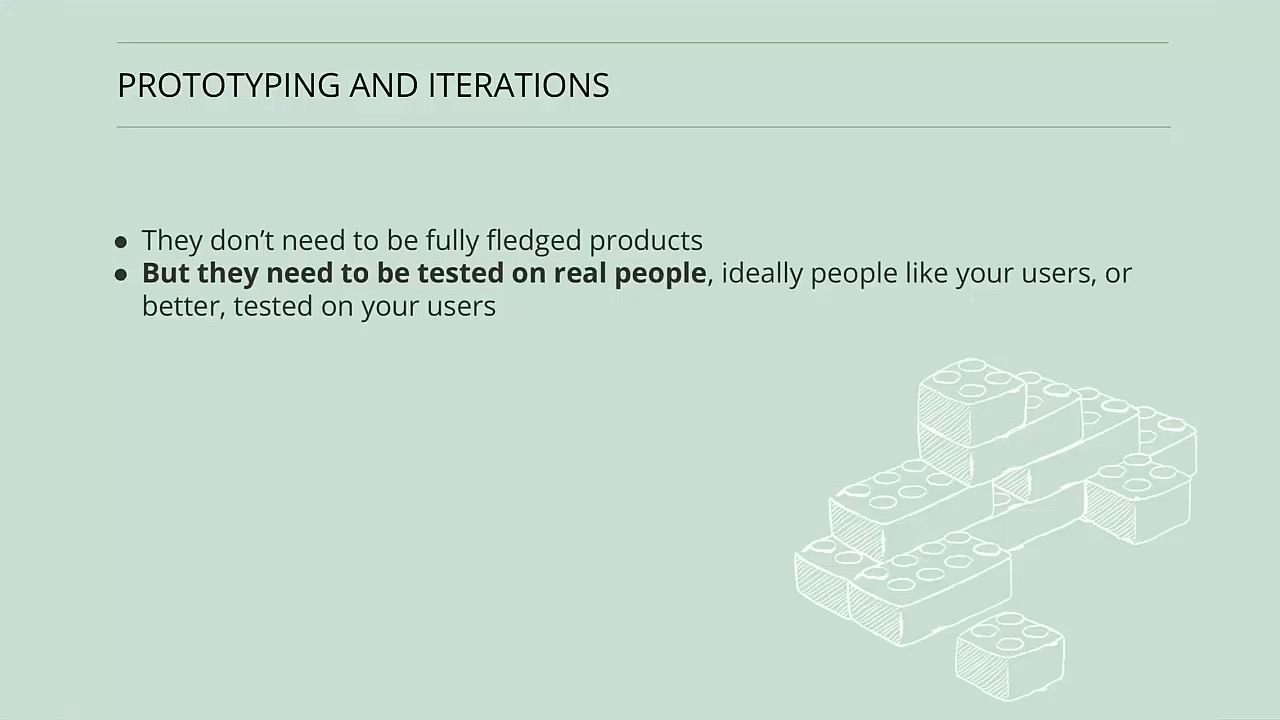 PROTOTYPING AND ITERATIONS
● They don’t need to be fully fledged products
● But they need to be tested on real people, ideally people like your users, or
better, tested on your users